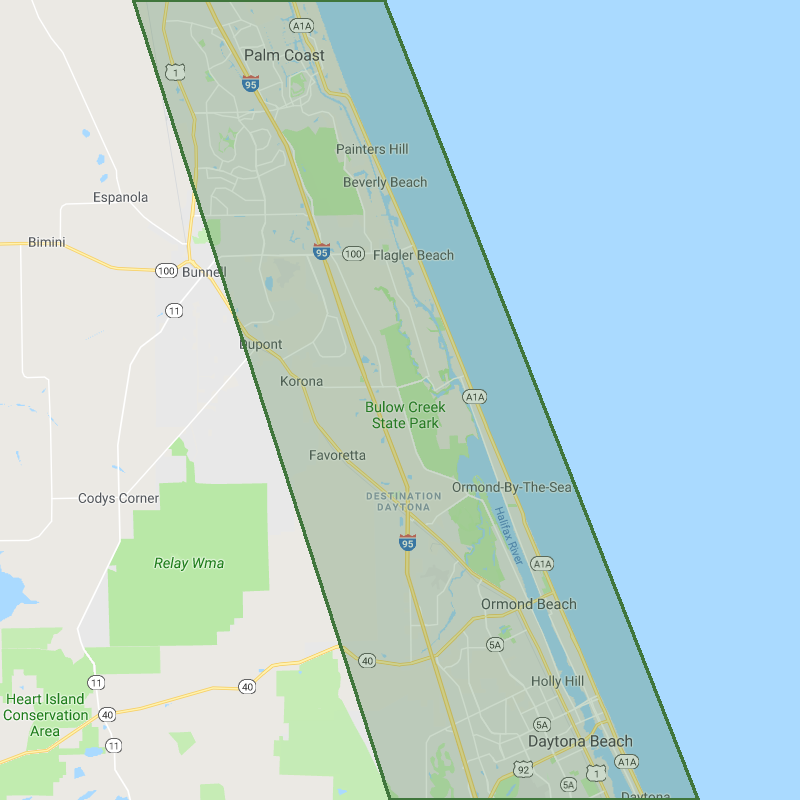 A1A
Palm Coast
1
95
Painters Hill
Beverly Beach
Espanola
Bimini
95
100
Flagler Beach
100
Bunnell
11
Dupont
Korona
A1A
Bulow Creek
State Park
Favoretta
Codys Corner
DESTINATION
DAYTONA
Ormond-By-The-Sea
Halifax River
95
Relay Wma
A1A
Ormond Beach
5A
40
11
40
Holly Hill
Heart Island
Conservation
Area
40
5A
11
Daytona Beach
A1A
92
1
5A
Daytona